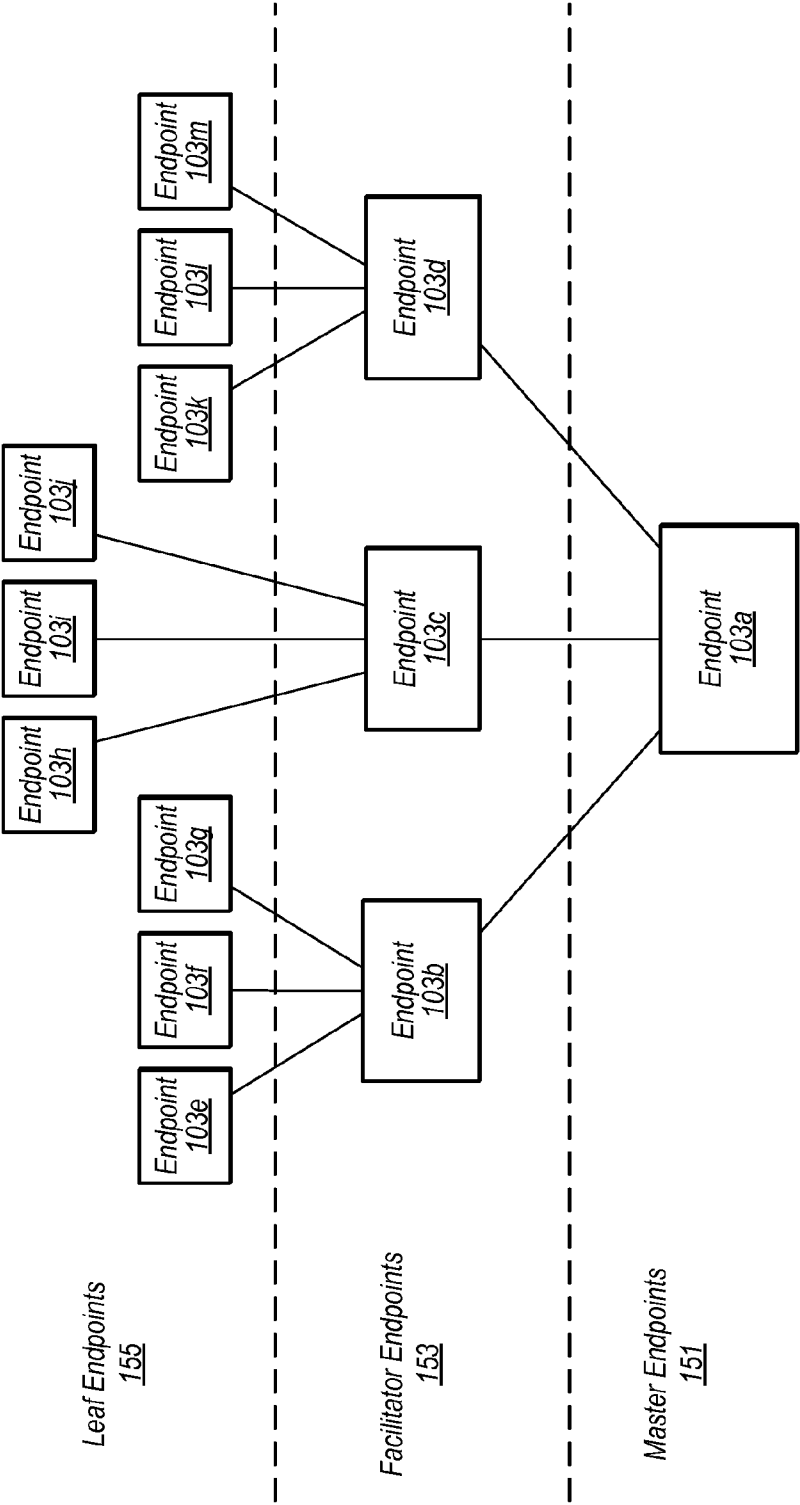 Leaf Endpoints
155
Endpoint
103e
Endpoint
103f
Endpoint
103g
Endpoint
103h
Endpoint
103i
Endpoint
103j
Endpoint
103k
Endpoint
103l
Endpoint
103m
Facilitator Endpoints
153
Endpoint
103b
Endpoint
103c
Endpoint
103d
Master Endpoints
151
Endpoint
103a